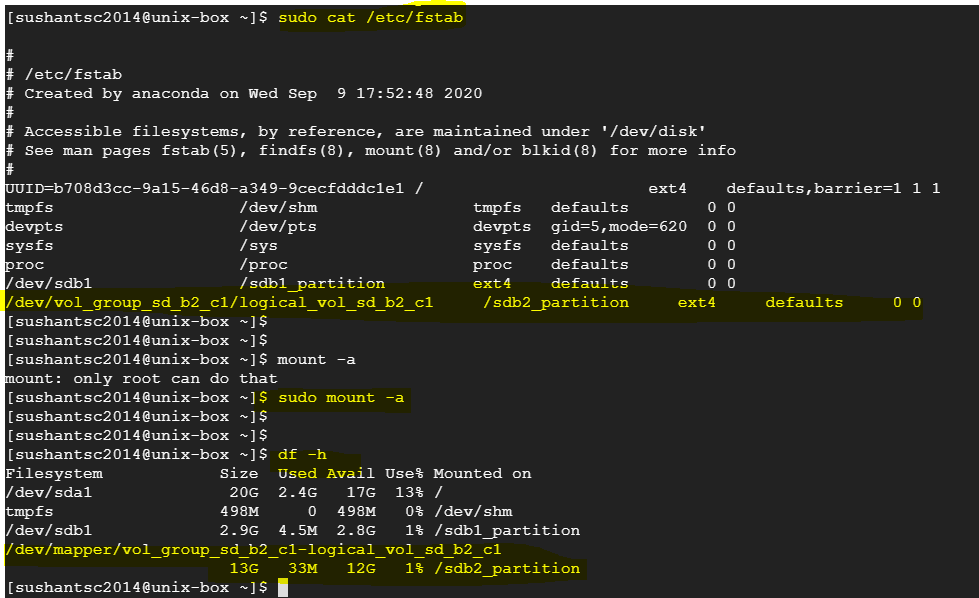 [sushantsc2014@unix-box ~]$ sudo cat /etc/fstab
#
# /etc/fstab
# Created by anaconda on Wed Sep  9 17:52:48 2020
#
# Accessible filesystems, by reference, are maintained under '/dev/disk'
# See man pages fstab(5), findfs(8), mount(8) and/or blkid(8) for more info
#
UUID=b708d3cc-9a15-46d8-a349-9cecfdddc1e1 /                       ext4    defaults,barrier=1 1 1
tmpfs                   /dev/shm                tmpfs   defaults        0 0
devpts                  /dev/pts                devpts  gid=5,mode=620  0 0
sysfs                   /sys                    sysfs   defaults        0 0
proc                    /proc                   proc    defaults        0 0
/dev/sdb1               /sdb1_partition         ext4    defaults        0 0
/dev/vol_group_sd_b2_c1/logical_vol_sd_b2_c1     /sdb2_partition     ext4     defaults     0 0
[sushantsc2014@unix-box ~]$
[sushantsc2014@unix-box ~]$
[sushantsc2014@unix-box ~]$ mount -a
mount: only root can do that
[sushantsc2014@unix-box ~]$ sudo mount -a
[sushantsc2014@unix-box ~]$
[sushantsc2014@unix-box ~]$
[sushantsc2014@unix-box ~]$ df -h
Filesystem            Size  Used Avail Use% Mounted on
/dev/sda1              20G  2.4G   17G  13% /
tmpfs                 498M     0  498M   0% /dev/shm
/dev/sdb1             2.9G  4.5M  2.8G   1% /sdb1_partition
/dev/mapper/vol_group_sd_b2_c1-logical_vol_sd_b2_c1
                       13G   33M   12G   1% /sdb2_partition
[sushantsc2014@unix-box ~]$